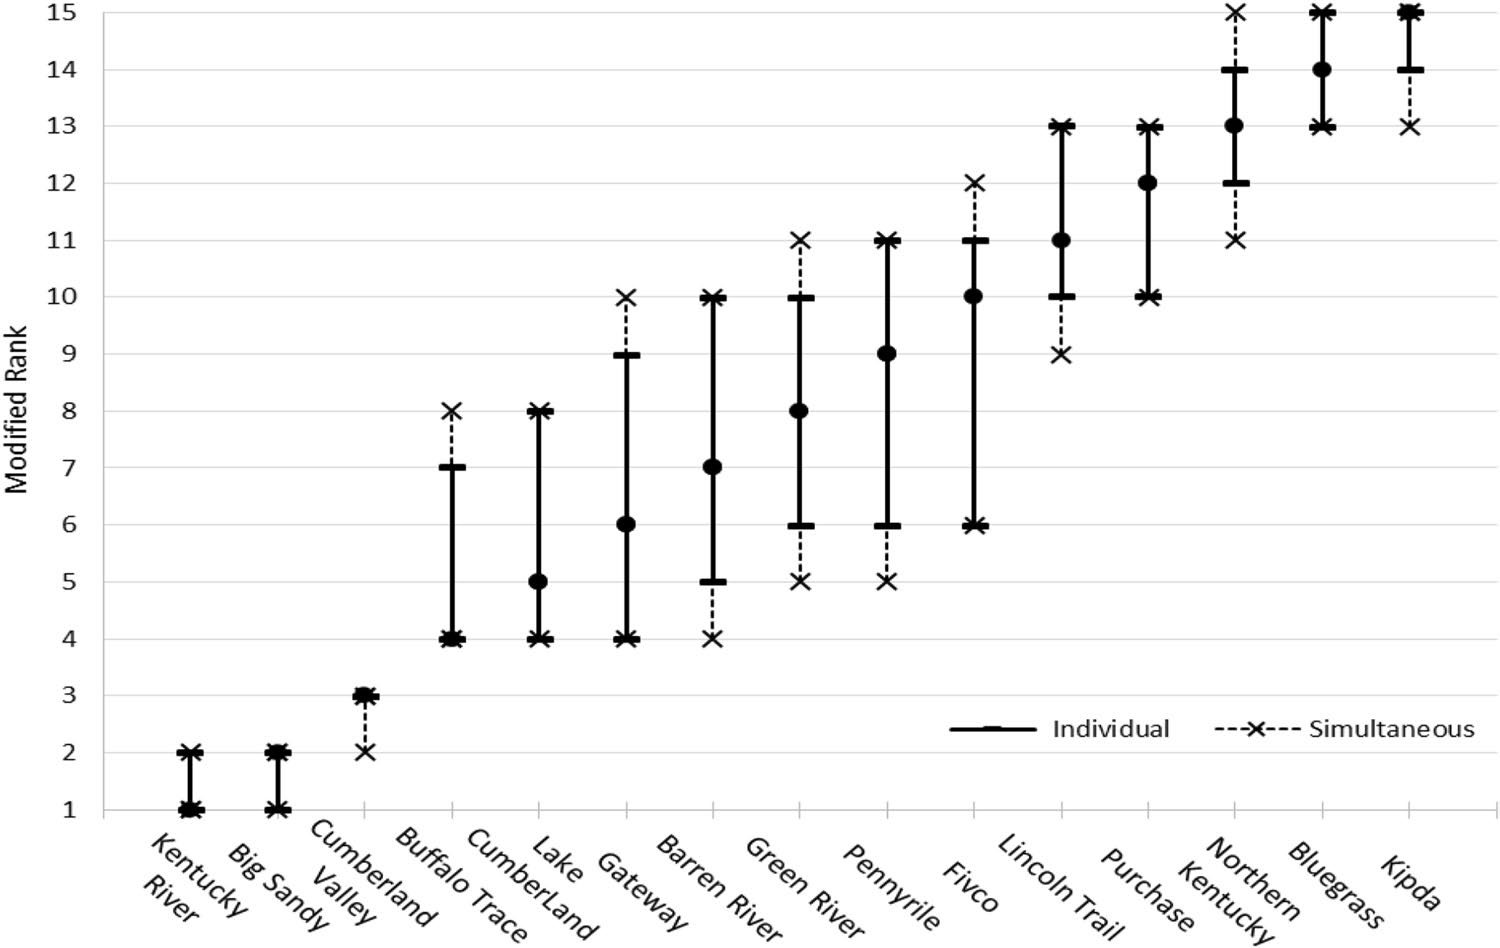 15
14
13
12
11
10
9
8
7
6
5
4
3
2
1
Modified Rank
Individual
Simultaneous
Kentucky
River
Big Sandy
Cumberland
Valley
Buffalo Trace
Lake
CumberLand
Gateway
Barren River
Green River
Pennyrile
Fivco
Lincoln Trail
Purchase
Northern
Kentucky
Bluegrass
Kipda